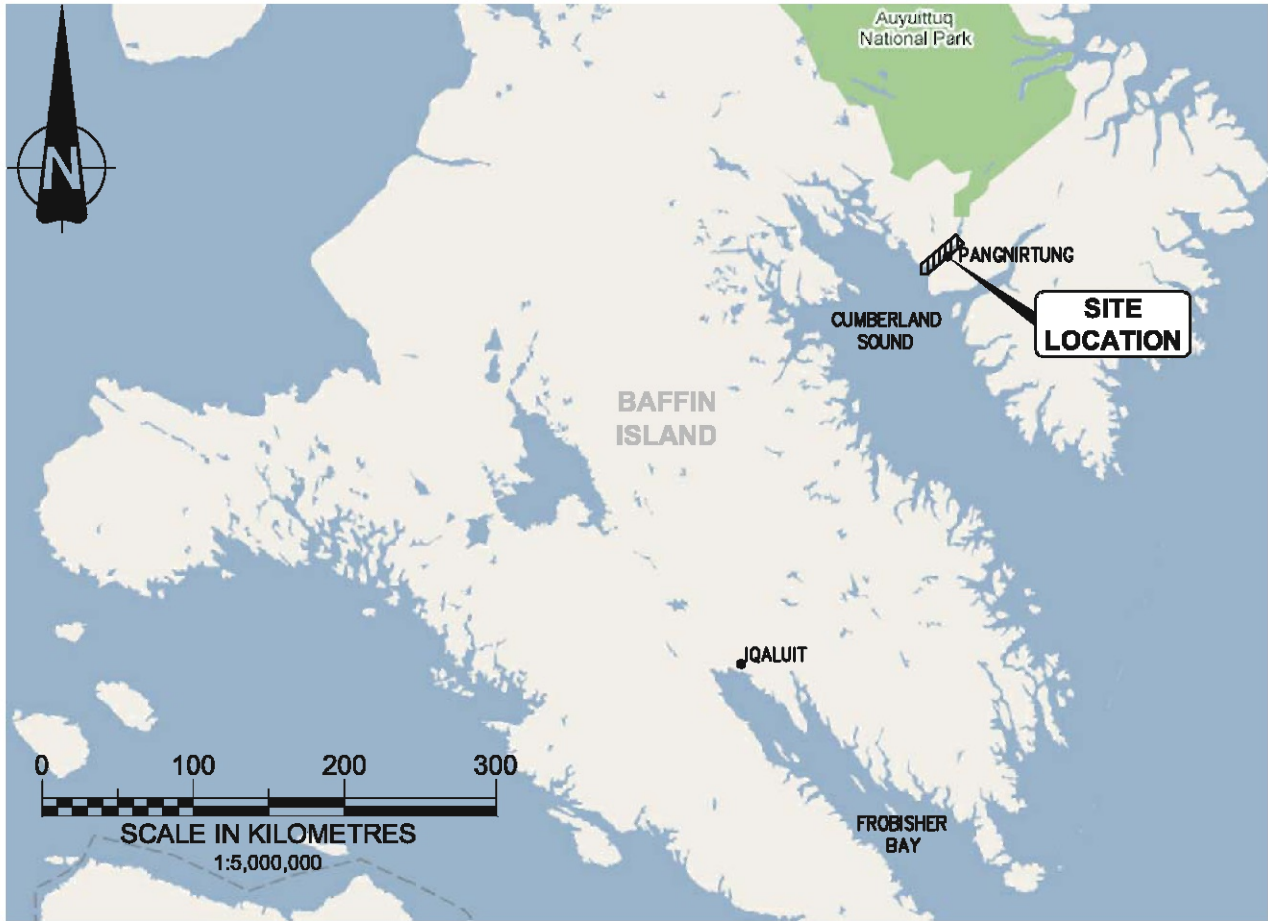 Auyuittuq
National Park
N
PANGNIRTUNG
SITE
LOCATION
CUMBERLAND
SOUND
BAFFIN
ISLAND
IQALUIT
0 100 200 300
SCALE IN KILOMETRES
1:5,000,000
FROBISHER
BAY